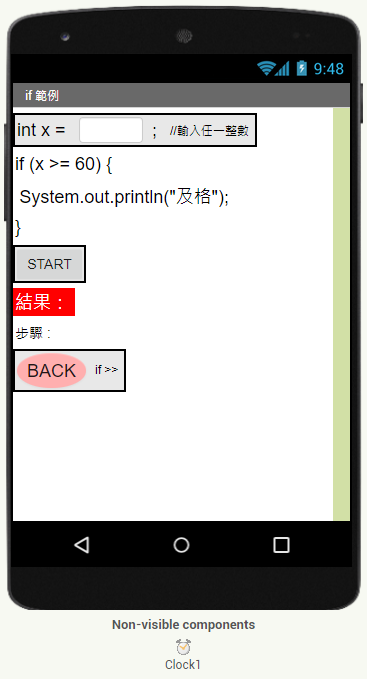 9:48
if 範例
int x = ; //輸入任一整數
if (x >= 60) {
System.out.println("及格");
}
START
結果：
步驟：
BACK if >>
Non-visible components
Clock1